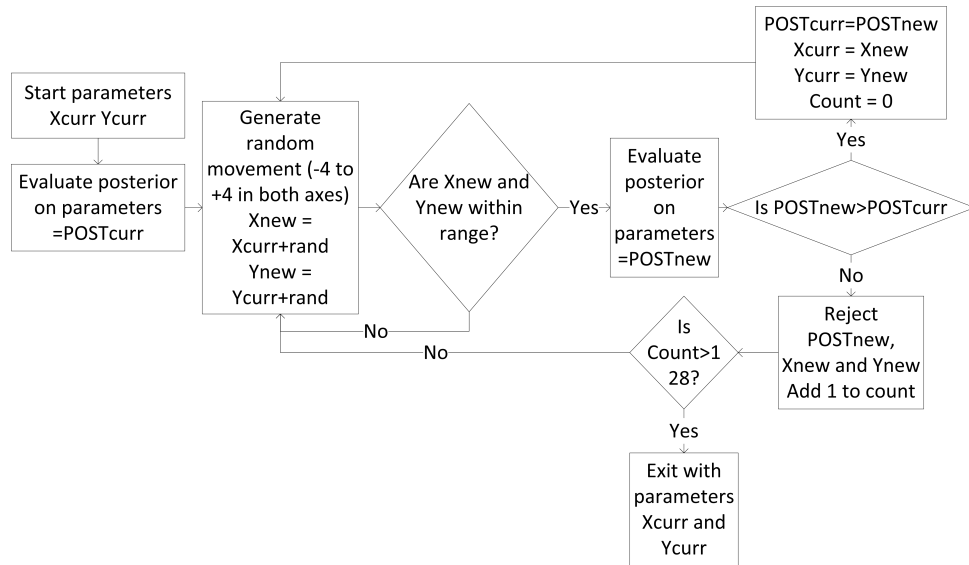 Start parameters
Xcurr Ycurr
Evaluate posterior
on parameters
=POSTcurr
Generate
random
movement (-4 to
+4 in both axes)
Xnew =
Xcurr+rand
Ynew =
Ycurr+rand
Are Xnew and
Ynew within
range?
Yes
No
Evaluate
posterior
on
parameters
=POSTnew
Is POSTnew>POSTcurr
Yes
POSTcurr=POSTnew
Xcurr = Xnew
Ycurr = Ynew
Count = 0
No
Reject
POSTnew,
Xnew and Ynew
Add 1 to count
Is
Count>1
28?
No
Yes
Exit with
parameters
Xcurr and
Ycurr